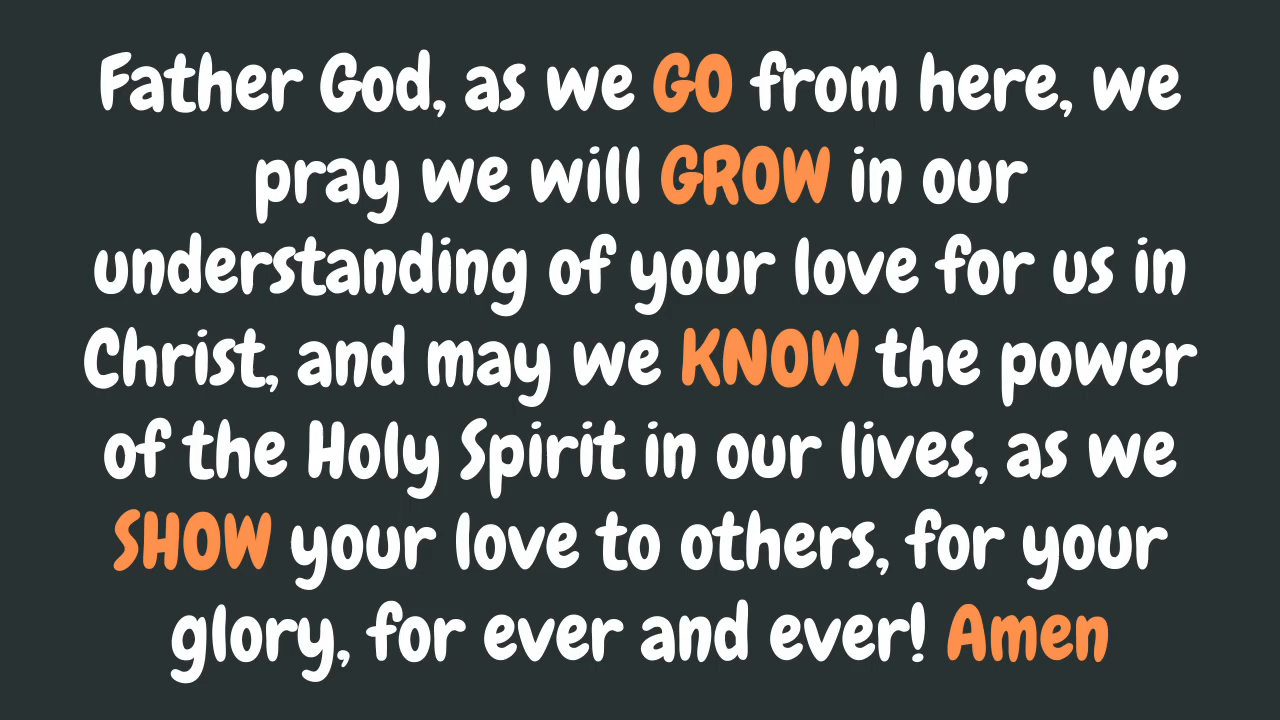 Father God, as we GO from here, we
pray we will GROW in our
understanding of your love for us in
Christ, and may we KNOW the power
of the Holy Spirit in our lives, as we
SHOW your love to others, for your
glory, for ever and ever! Amen